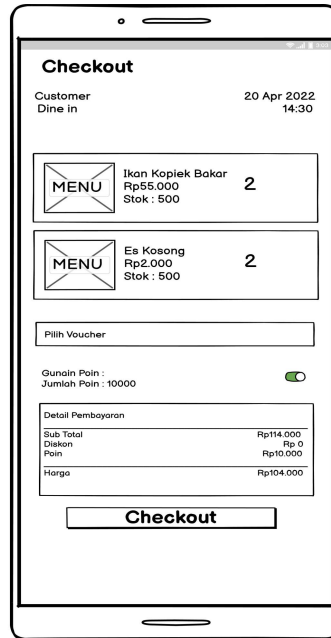 Checkout
Customer 20 Apr 2022
Dine in 14:30
MENU
Ikan Kopiek Bakar
Rp55.000
Stok : 500
2
MENU
Es Kosong
Rp2.000
Stok : 500
2
Pilih Voucher
Gunain Poin :
Jumlah Poin : 10000
Detail Pembayaran
Sub Total Rp114.000
Diskon Rp 0
Poin Rp10.000
Harga Rp104.000
Checkout